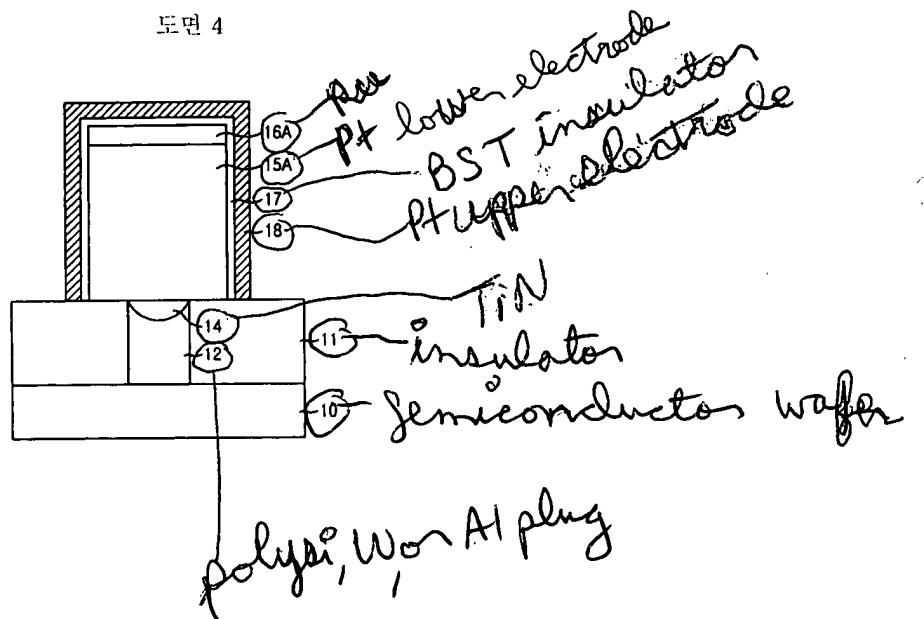 도면 4
16A
15A Pt lower electrode
17 BST insulator
18 Pt upper electrode
14 TiN
12
11 insulator
10 semiconductor wafer
polysi, W, or Al plug